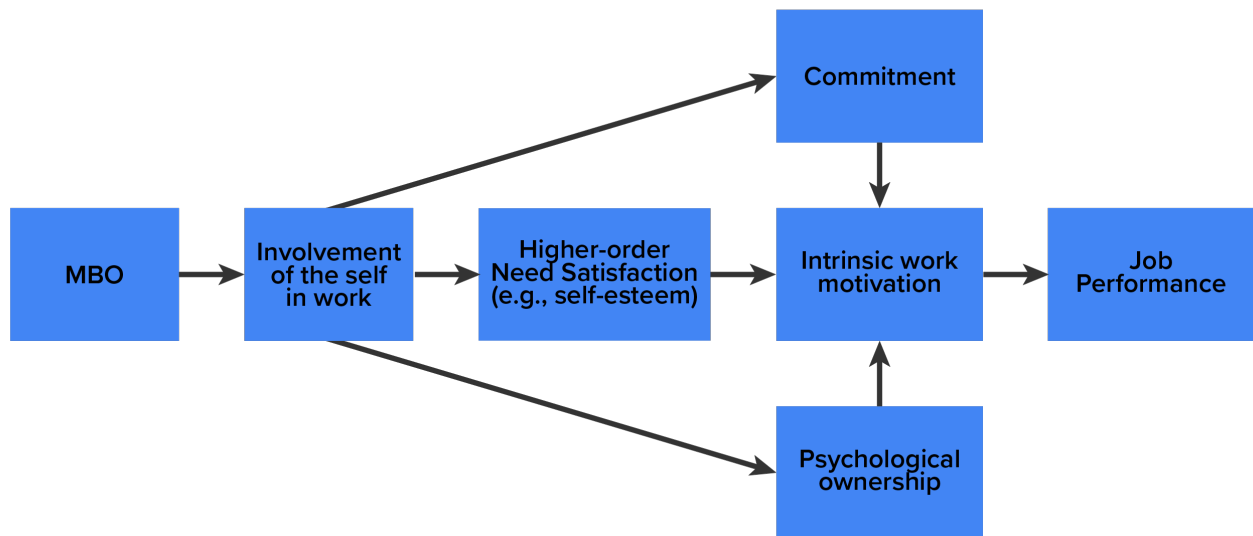 Commitment
MBO
Involvement
of the self
in work
Higher-order
Need Satisfaction
(e.g., self-esteem)
Intrinsic work
motivation
Job
Performance
Psychological
ownership